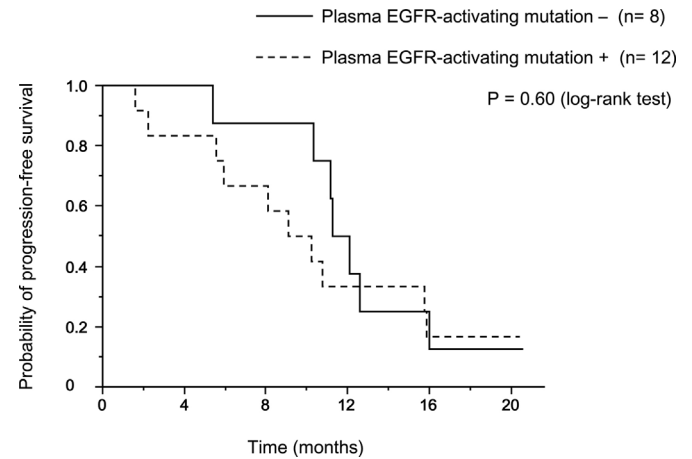 Plasma EGFR-activating mutation – (n= 8)
Plasma EGFR-activating mutation + (n= 12)
P = 0.60 (log-rank test)
Probability of progression-free survival
1.0
0.8
0.6
0.4
0.2
0
0 4 8 12 16 20
Time (months)